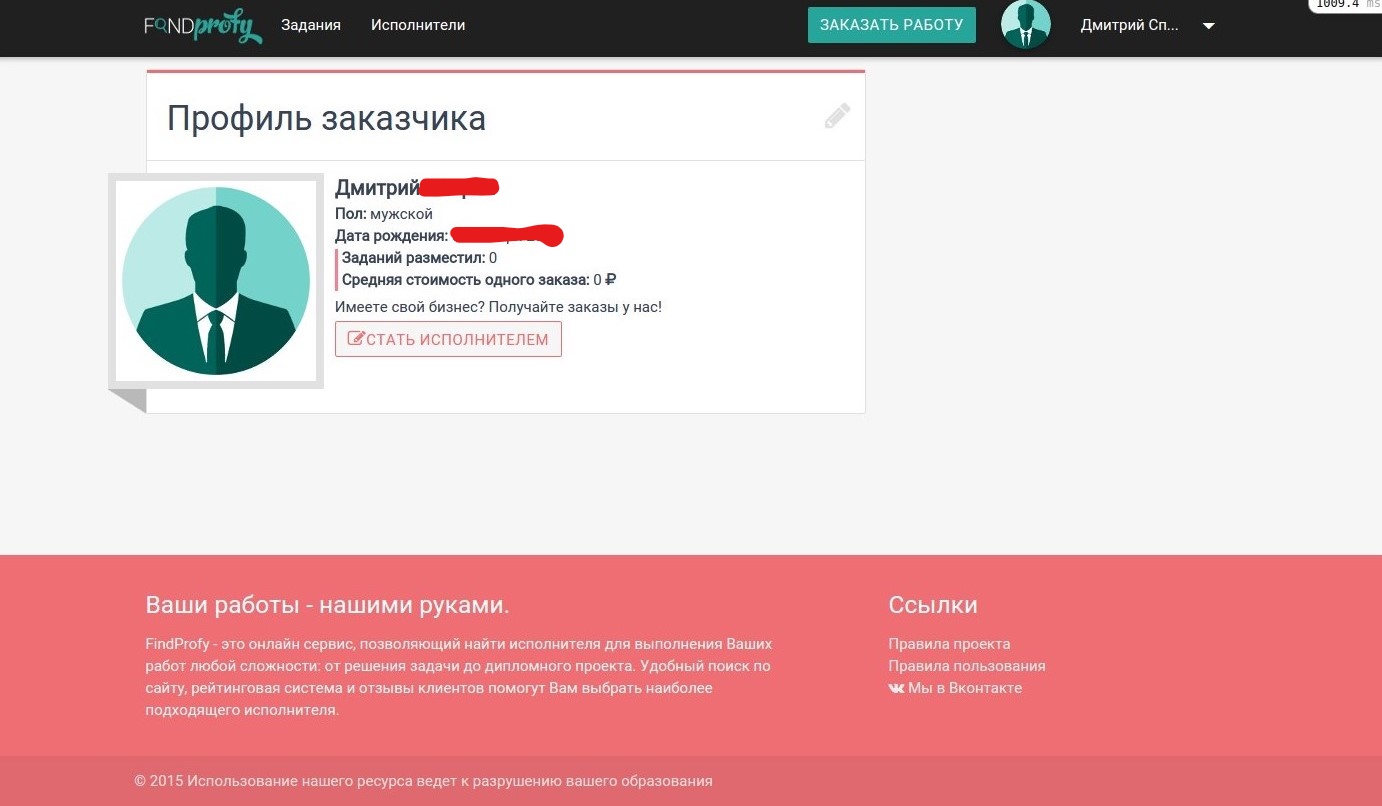 1009.4 ms
FINDprofy Задания Исполнители ЗАКАЗАТЬ РАБОТУ Дмитрий Сп...
Профиль заказчика
Дмитрий
Пол: мужской
Дата рождения:
Заданий разместил: 0
Средняя стоимость одного заказа: 0 ₽
Имеете свой бизнес? Получайте заказы у нас!
СТАТЬ ИСПОЛНИТЕЛЕМ
Ваши работы - нашими руками.
FindProfy - это онлайн сервис, позволяющий найти исполнителя для выполнения Ваших
работ любой сложности: от решения задачи до дипломного проекта. Удобный поиск по
сайту, рейтинговая система и отзывы клиентов помогут Вам выбрать наиболее
подходящего исполнителя.
Ссылки
Правила проекта
Правила пользования
Мы в Вконтакте
© 2015 Использование нашего ресурса ведет к разрушению вашего образования